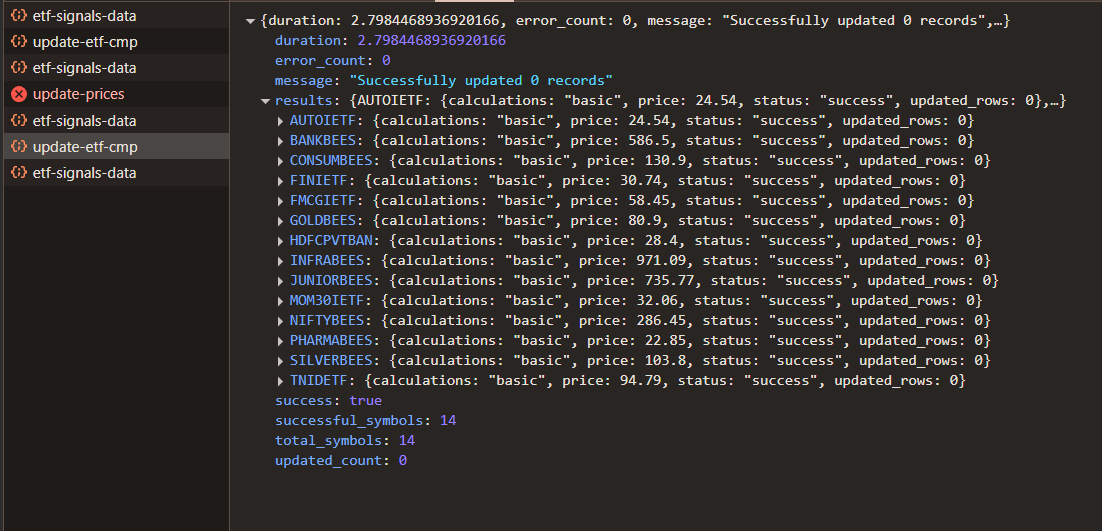 etf-signals-data
update-etf-cmp
etf-signals-data
update-prices
etf-signals-data
update-etf-cmp
etf-signals-data
{duration: 2.7984468936920166, error_count: 0, message: "Successfully updated 0 records",…}
duration: 2.7984468936920166
error_count: 0
message: "Successfully updated 0 records"
results: {AUTOIETF: {calculations: "basic", price: 24.54, status: "success", updated_rows: 0},…}
AUTOIETF: {calculations: "basic", price: 24.54, status: "success", updated_rows: 0}
BANKBEES: {calculations: "basic", price: 586.5, status: "success", updated_rows: 0}
CONSUMBEES: {calculations: "basic", price: 130.9, status: "success", updated_rows: 0}
FINIETF: {calculations: "basic", price: 30.74, status: "success", updated_rows: 0}
FMCGIETF: {calculations: "basic", price: 58.45, status: "success", updated_rows: 0}
GOLDBEES: {calculations: "basic", price: 80.9, status: "success", updated_rows: 0}
HDFCPVTBAN: {calculations: "basic", price: 28.4, status: "success", updated_rows: 0}
INFRABEES: {calculations: "basic", price: 971.09, status: "success", updated_rows: 0}
JUNIORBEES: {calculations: "basic", price: 735.77, status: "success", updated_rows: 0}
MOM30IETF: {calculations: "basic", price: 32.06, status: "success", updated_rows: 0}
NIFTYBEES: {calculations: "basic", price: 286.45, status: "success", updated_rows: 0}
PHARMABEES: {calculations: "basic", price: 22.85, status: "success", updated_rows: 0}
SILVERBEES: {calculations: "basic", price: 103.8, status: "success", updated_rows: 0}
TNIDETF: {calculations: "basic", price: 94.79, status: "success", updated_rows: 0}
success: true
successful_symbols: 14
total_symbols: 14
updated_count: 0